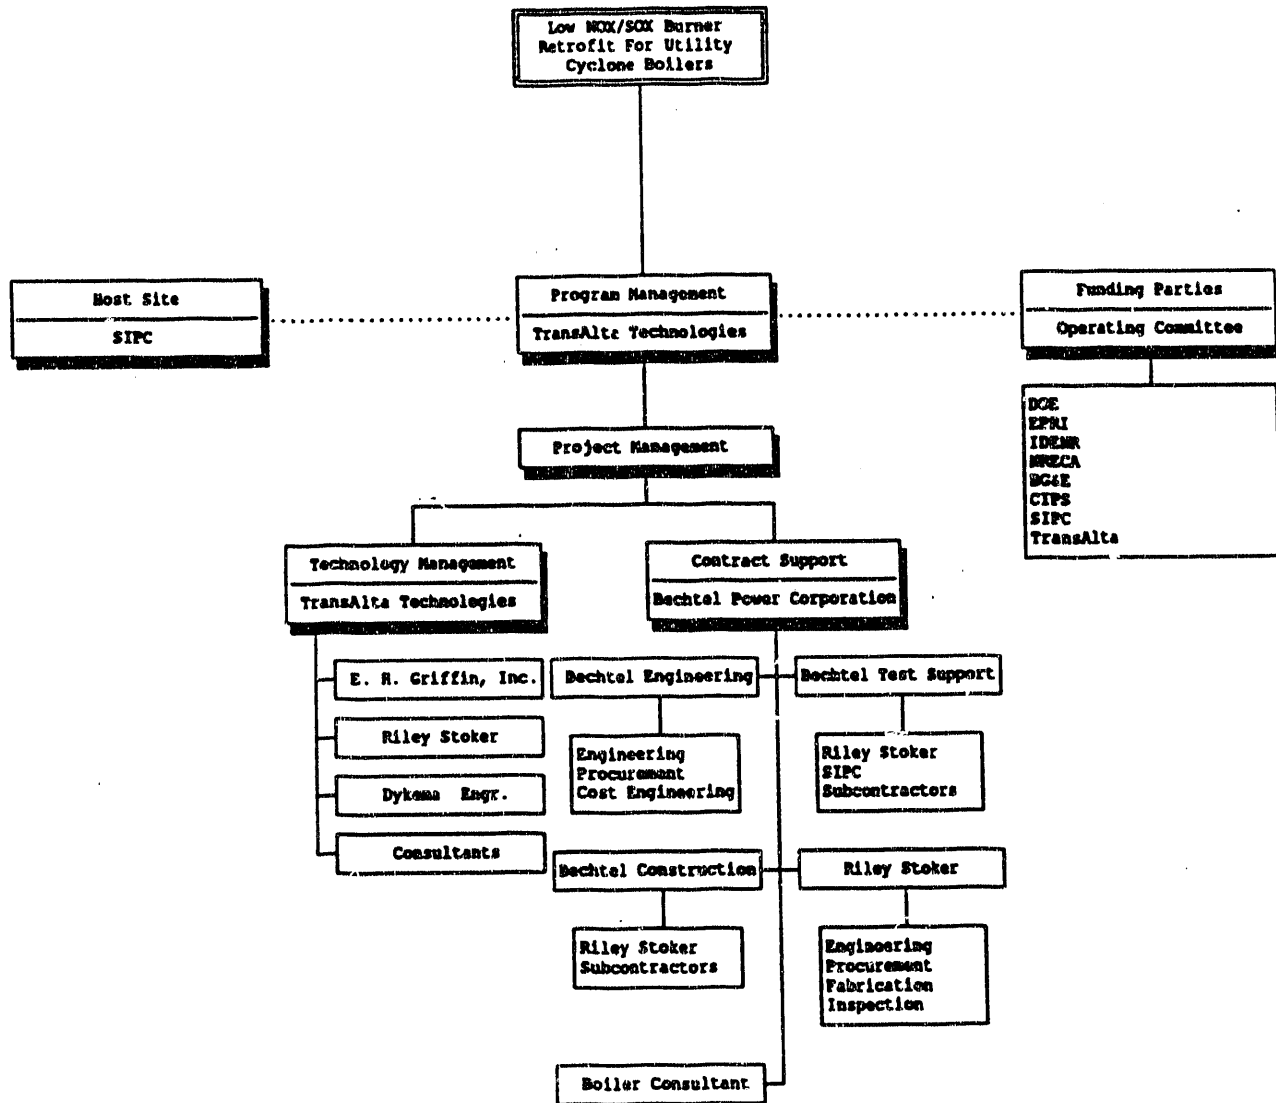 Low NOX/SOX Burner
Retrofit For Utility
Cyclone Boilers
Host Site
SIPC
Program Management
TransAlta Technologies
Funding Parties
Operating Committee
DOE
EPRI
IDENR
NRECA
BG&E
CIPS
SIPC
TransAlta
Project Management
Technology Management
TransAlta Technologies
Contract Support
Bechtel Power Corporation
E. R. Griffin, Inc.
Riley Stoker
Dykema Engr.
Consultants
Bechtel Engineering
Engineering
Procurement
Cost Engineering
Bechtel Test Support
Riley Stoker
SIPC
Subcontractors
Bechtel Construction
Riley Stoker
Subcontractors
Riley Stoker
Engineering
Procurement
Fabrication
Inspection
Boiler Consultant